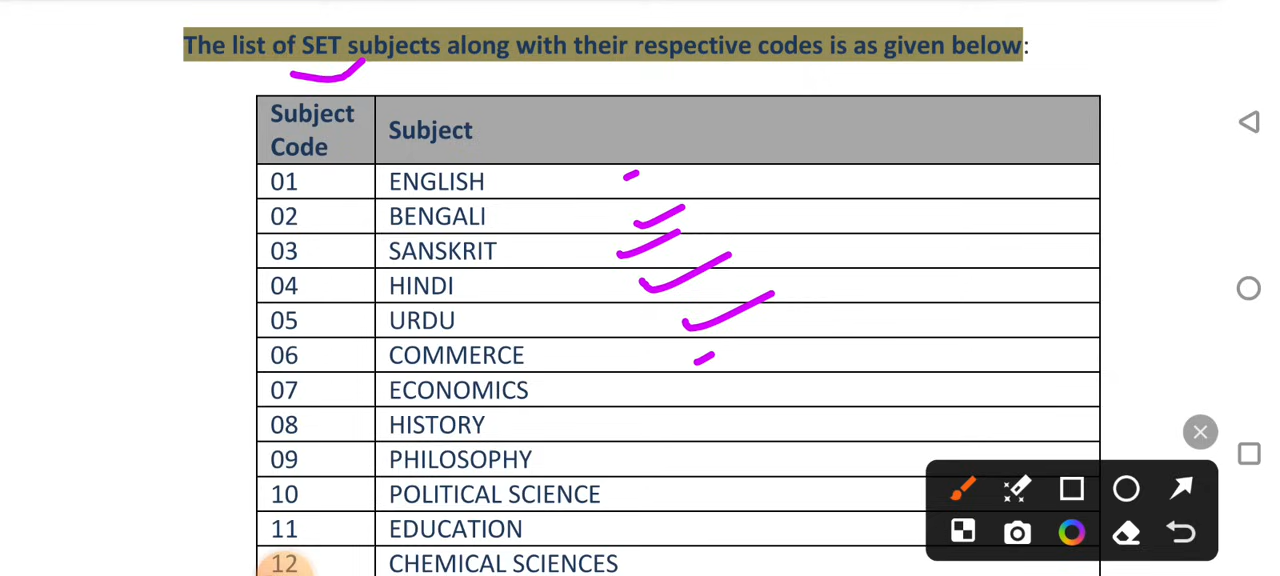 The list of SET subjects along with their respective codes is as given below:
Subject Code Subject
01 ENGLISH
02 BENGALI
03 SANSKRIT
04 HINDI
05 URDU
06 COMMERCE
07 ECONOMICS
08 HISTORY
09 PHILOSOPHY
10 POLITICAL SCIENCE
11 EDUCATION
12 CHEMICAL SCIENCES